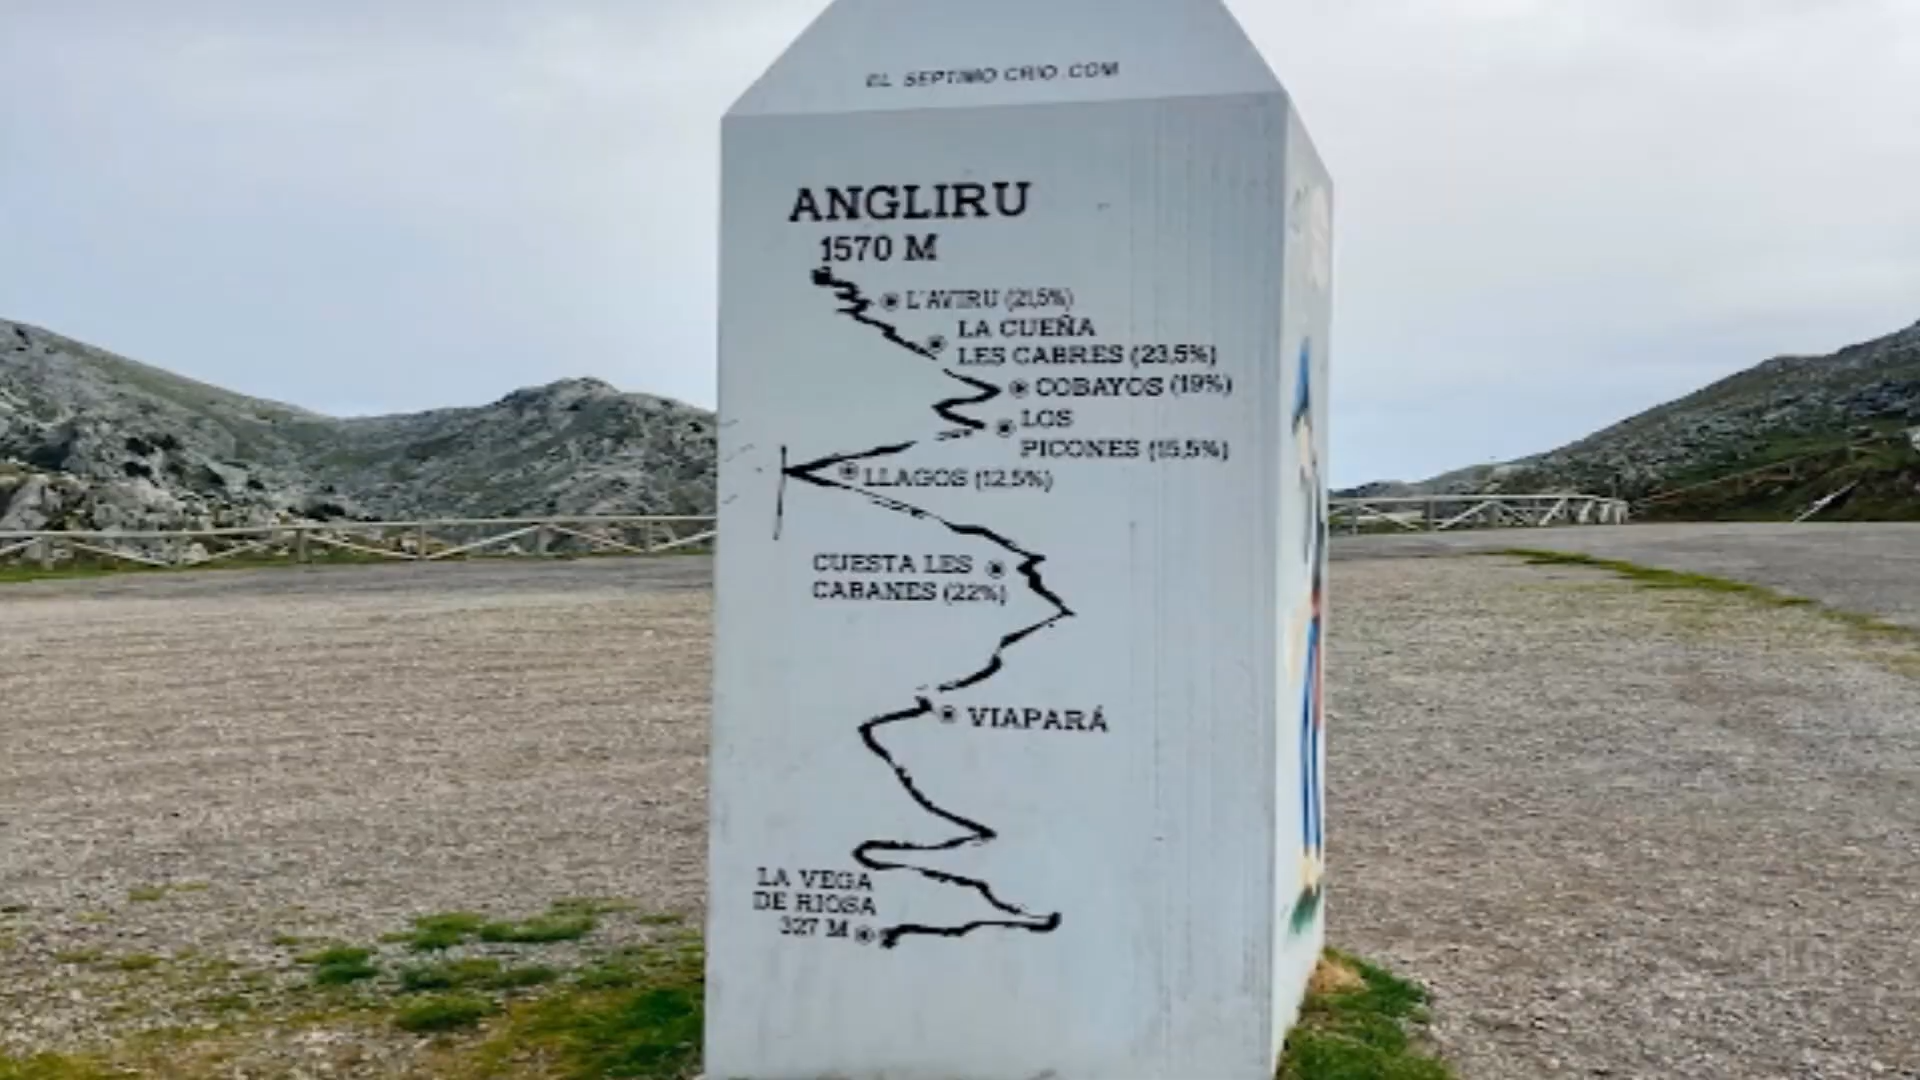 EL SEPTIMO CRIO.COM
ANGLIRU
1570 M
L'AVIRU (21,5%)
LA CUEÑA
LES CABRES (23,5%)
COBAYOS (19%)
LOS
PICONES (15,5%)
LLAGOS (12,5%)
CUESTA LES
CABANES (22%)
VIAPARÁ
LA VEGA
DE RIOSA
327 M